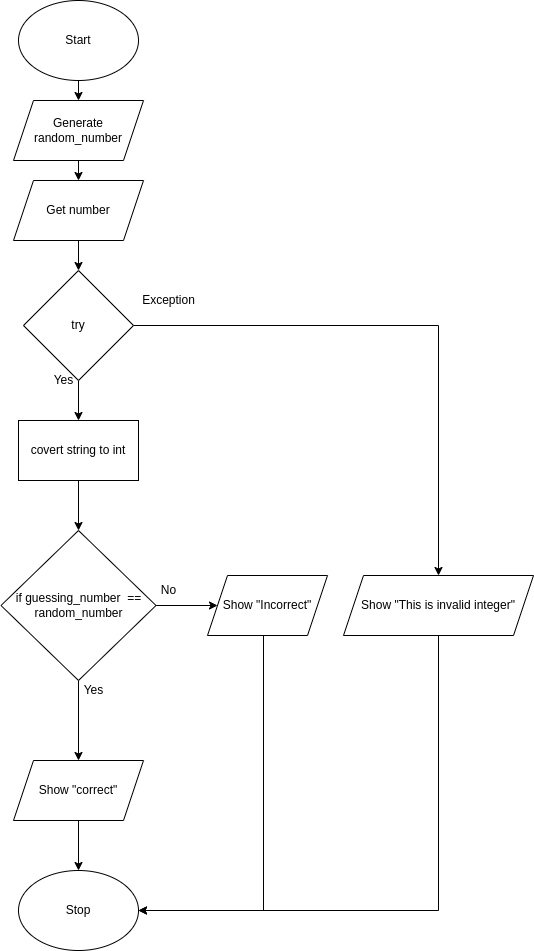 Start
Generate
random_number
Get number
Exception
try
Yes
covert string to int
No
if guessing_number ==
random_number
Show "Incorrect"
Show "This is invalid integer"
Yes
Show "correct"
Stop